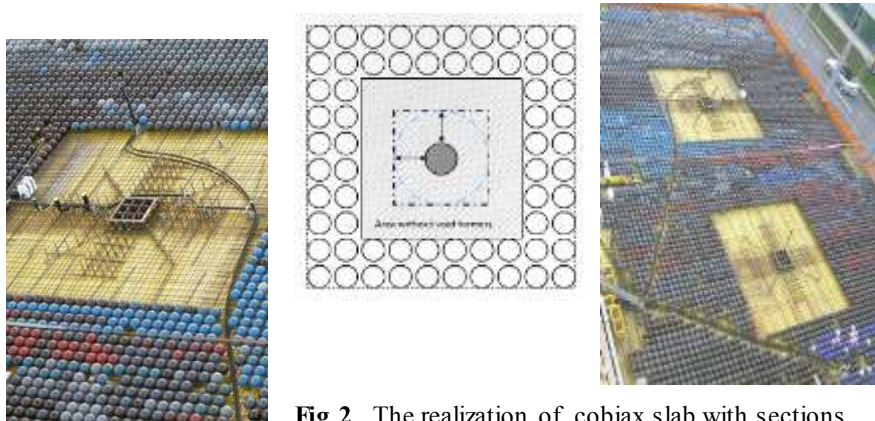 Area without void formers
Fig 2 The realization of cobiax slab with sections